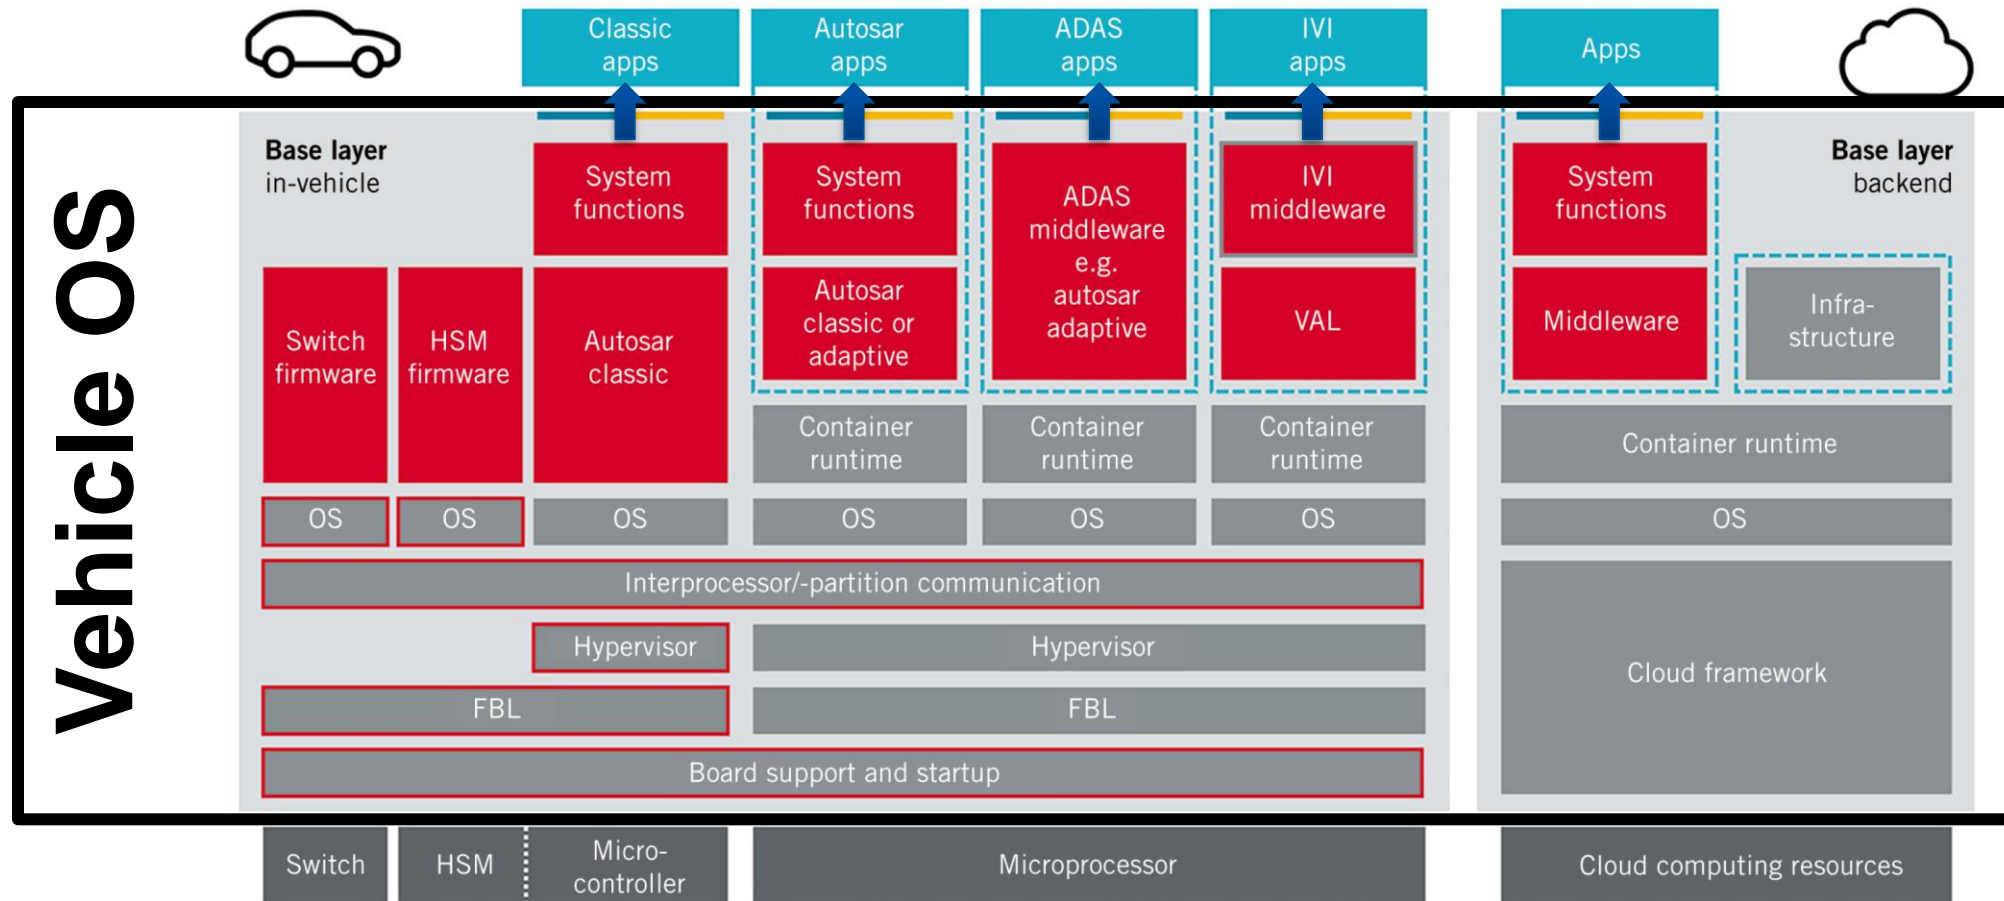 Classic
apps
Autosar
apps
ADAS
apps
IVI
apps
Apps
Vehicle OS
Base layer
in-vehicle
System
functions
System
functions
ADAS
middleware
e.g.
autosar
adaptive
IVI
middleware
System
functions
Base layer
backend
Switch
firmware
HSM
firmware
Autosar
classic
Autosar
classic or
adaptive
VAL
Middleware
Infra-
structure
Container
runtime
Container
runtime
Container
runtime
Container runtime
OS
OS
OS
OS
OS
OS
OS
Interprocessor/-partition communication
Hypervisor
Hypervisor
Cloud framework
FBL
FBL
Board support and startup
Switch
HSM
Micro-
controller
Microprocessor
Cloud computing resources